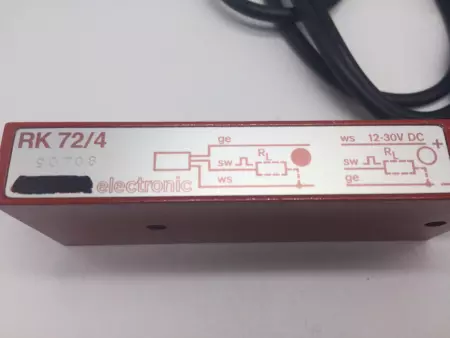 RK 72/4
90708
electronic
ge
sw RL
ws
ws 12-30V DC +
sw RL
ge −